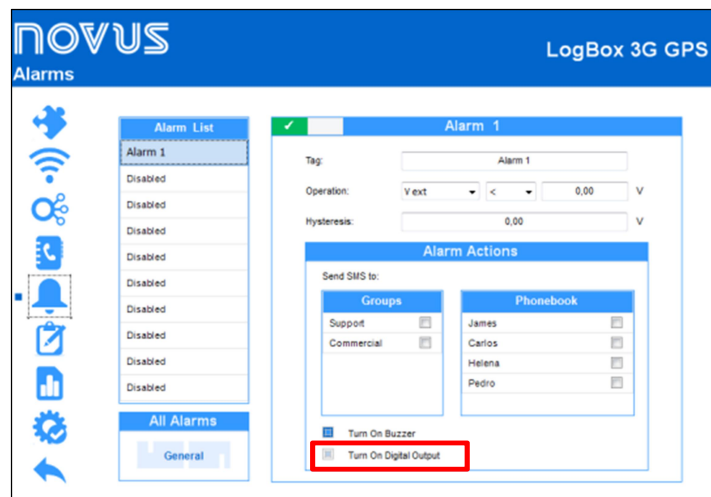 novus
LogBox 3G GPS
Alarms
Alarm List
Alarm 1
Disabled
Disabled
Disabled
Disabled
Disabled
Disabled
Disabled
Disabled
Disabled
All Alarms
General
Alarm 1
Tag:
Alarm 1
Operation:
V ext
<
0,00
V
Hysteresis:
0,00
V
Alarm Actions
Send SMS to:
Groups
Support
Commercial
Phonebook
James
Carlos
Helena
Pedro
Turn On Buzzer
Turn On Digital Output